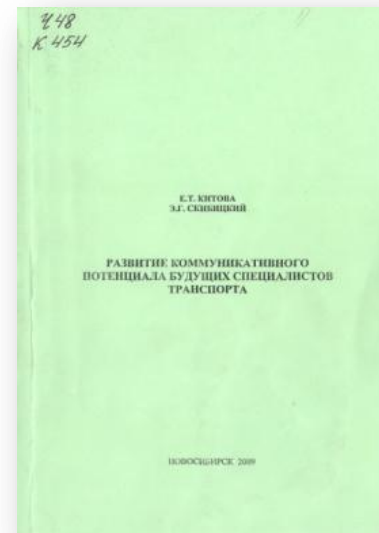 Ч48
К 454
Е.Т. КИТОВА
Э.Г. СКИБИЦКИЙ
РАЗВИТИЕ КОММУНИКАТИВНОГО
ПОТЕНЦИАЛА БУДУЩИХ СПЕЦИАЛИСТОВ
ТРАНСПОРТА
НОВОСИБИРСК 2009